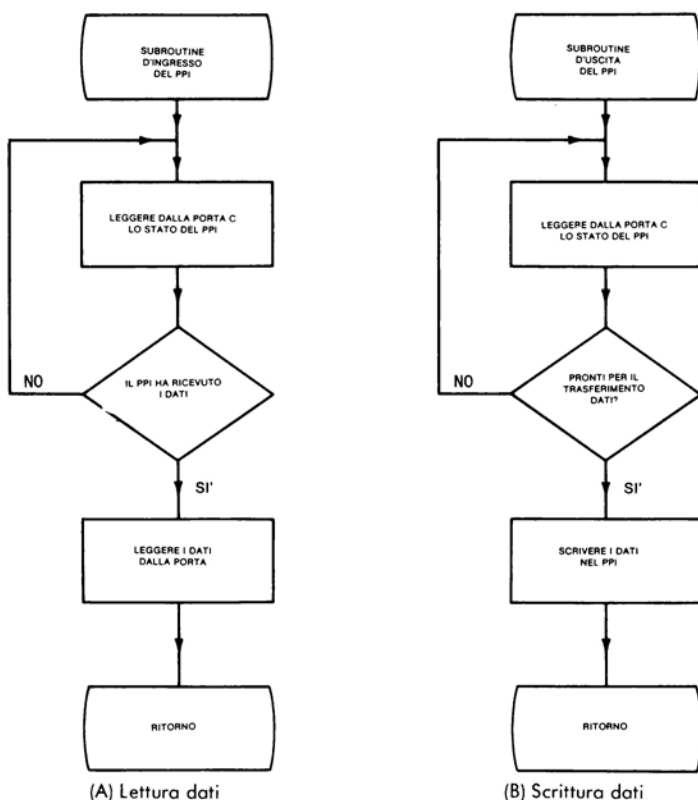 SUBROUTINE
D'INGRESSO
DEL PPI
LEGGERE DALLA PORTA C
LO STATO DEL PPI
NO
IL PPI HA RICEVUTO
I DATI
SI'
LEGGERE I DATI
DALLA PORTA
RITORNO
(A) Lettura dati
SUBROUTINE
D'USCITA
DEL PPI
LEGGERE DALLA PORTA C
LO STATO DEL PPI
NO
PRONTI PER IL
TRASFERIMENTO
DATI?
SI'
SCRIVERE I DATI
NEL PPI
RITORNO
(B) Scrittura dati